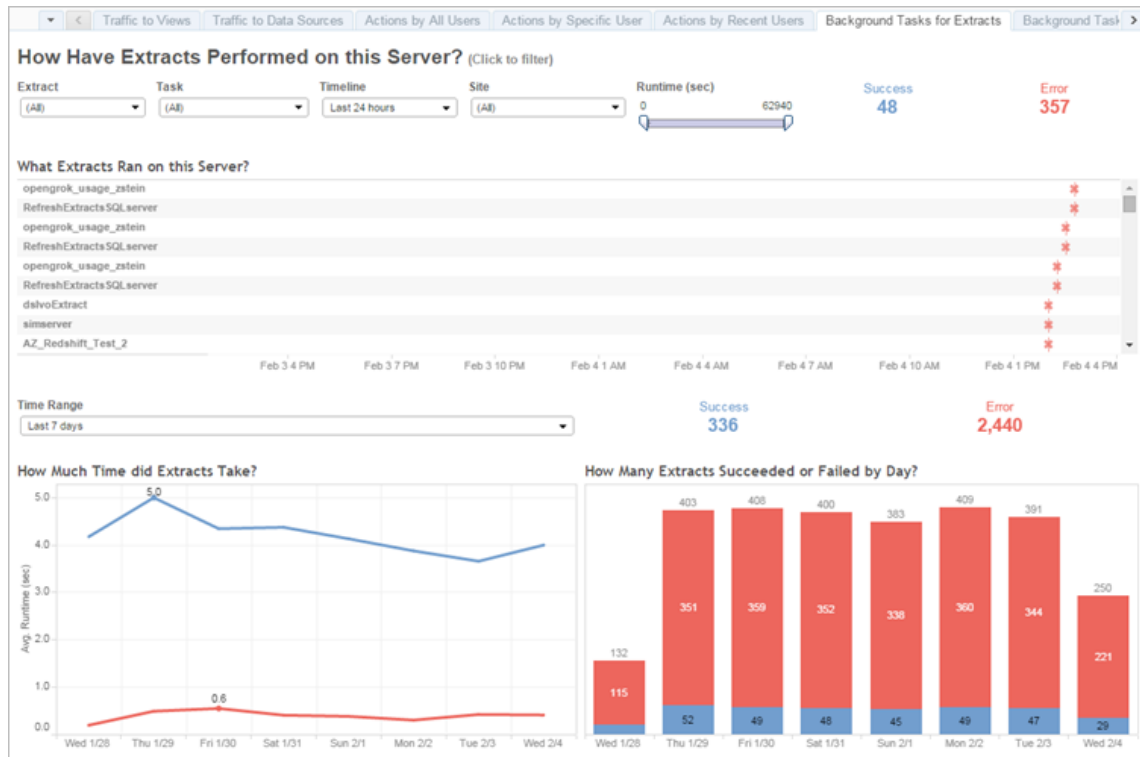 Traffic to Views Traffic to Data Sources Actions by All Users Actions by Specific User Actions by Recent Users Background Tasks for Extracts Background Task
How Have Extracts Performed on this Server? (Click to filter)
Extract Task Timeline Site Runtime (sec) Success Error
(All) (All) Last 24 hours (All) 0 62940 48 357
What Extracts Ran on this Server?
opengrok_usage_zstein
RefreshExtractsSQLserver
opengrok_usage_zstein
RefreshExtractsSQLserver
opengrok_usage_zstein
RefreshExtractsSQLserver
dslvoExtract
simserver
AZ_Redshift_Test_2
Feb 3 4 PM Feb 3 7 PM Feb 3 10 PM Feb 4 1 AM Feb 4 4 AM Feb 4 7 AM Feb 4 10 AM Feb 4 1 PM Feb 4 4 PM
Time Range Success Error
Last 7 days 336 2,440
How Much Time did Extracts Take?
5.0
4.0
3.0
2.0
1.0
0.0
Avg. Runtime (sec)
5.0
0.6
Wed 1/28 Thu 1/29 Fri 1/30 Sat 1/31 Sun 2/1 Mon 2/2 Tue 2/3 Wed 2/4
How Many Extracts Succeeded or Failed by Day?
132 403 408 400 383 409 391 250
115 351 359 352 338 360 344 221
52 49 48 45 49 47 29
Wed 1/28 Thu 1/29 Fri 1/30 Sat 1/31 Sun 2/1 Mon 2/2 Tue 2/3 Wed 2/4